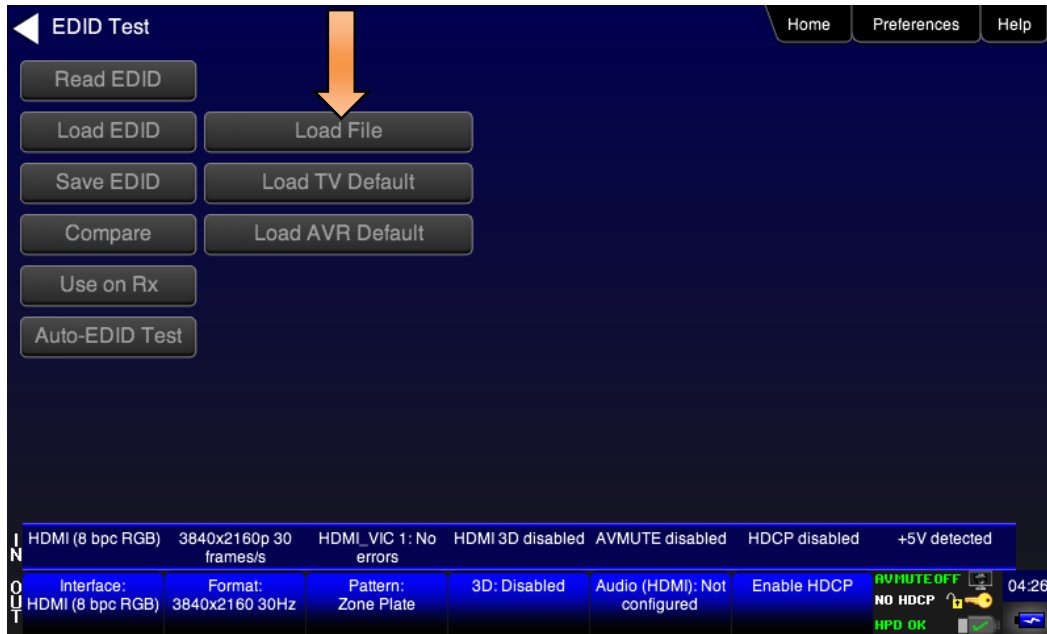 EDID Test
Home
Preferences
Help
Read EDID
Load EDID
Load File
Save EDID
Load TV Default
Compare
Load AVR Default
Use on Rx
Auto-EDID Test
IN
HDMI (8 bpc RGB)
3840x2160p 30
frames/s
HDMI_VIC 1: No
errors
HDMI 3D disabled
AVMUTE disabled
HDCP disabled
+5V detected
OUT
Interface:
HDMI (8 bpc RGB)
Format:
3840x2160 30Hz
Pattern:
Zone Plate
3D: Disabled
Audio (HDMI): Not
configured
Enable HDCP
AVMUTEOFF
NO HDCP
HPD OK
04:26